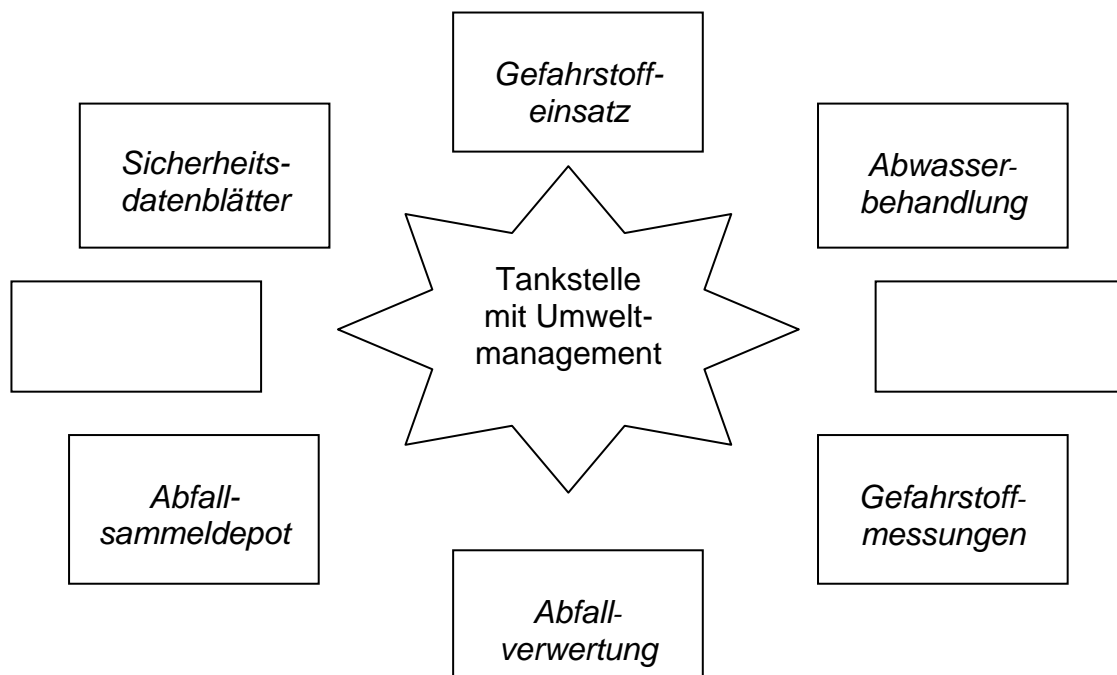 Gefahrstoff-
einsatz
Sicherheits-
datenblätter
Abwasser-
behandlung
Tankstelle
mit Umwelt-
management
Abfall-
sammeldepot
Gefahrstoff-
messungen
Abfall-
verwertung